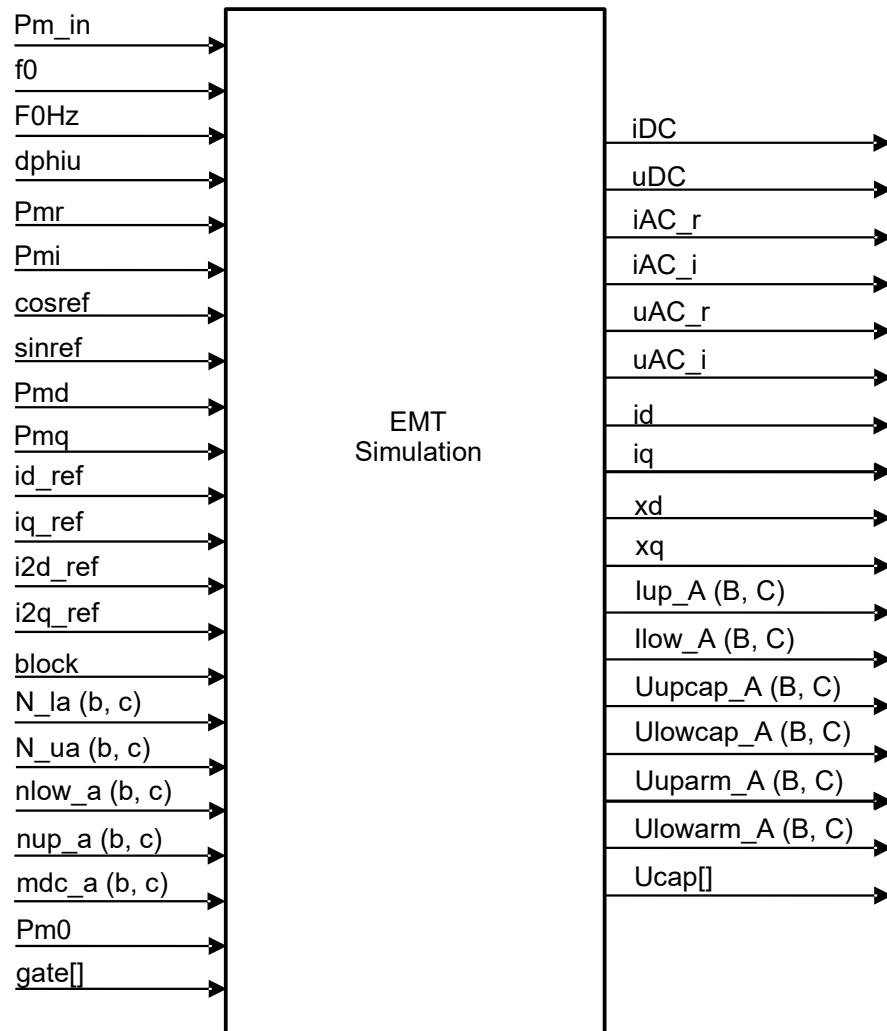 Pm_in
f0
F0Hz
dphiu
Pmr
Pmi
cosref
sinref
Pmd
Pmq
id_ref
iq_ref
i2d_ref
i2q_ref
block
N_la (b, c)
N_ua (b, c)
nlow_a (b, c)
nup_a (b, c)
mdc_a (b, c)
Pm0
gate[]
EMT
Simulation
iDC
uDC
iAC_r
iAC_i
uAC_r
uAC_i
id
iq
xd
xq
Iup_A (B, C)
Ilow_A (B, C)
Uupcap_A (B, C)
Ulowcap_A (B, C)
Uuparm_A (B, C)
Ulowarm_A (B, C)
Ucap[]